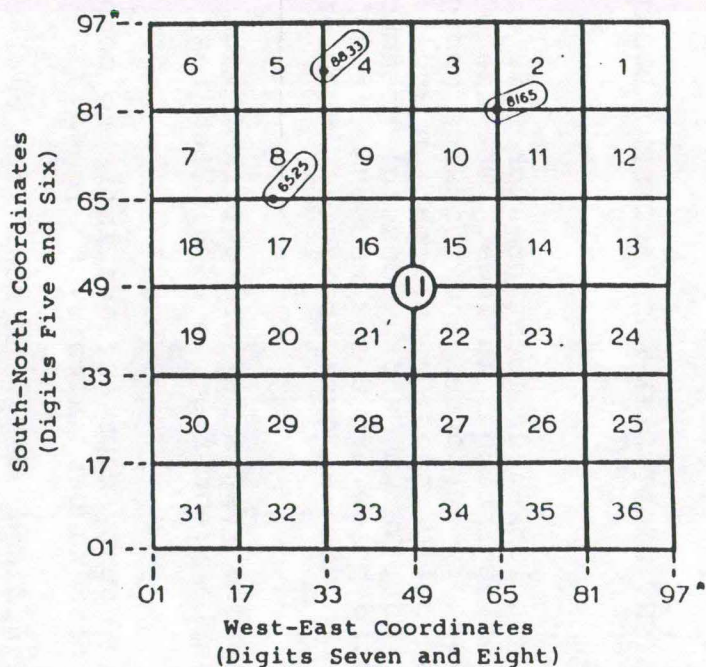 97*
6 5 8833 4 3 2 1
81 8165
7 8 9 10 11 12
6525
65
18 17 16 15 14 13
49 11
19 20 21 22 23 24
33
30 29 28 27 26 25
17
31 32 33 34 35 36
01
01 17 33 49 65 81 97*
South-North Coordinates
(Digits Five and Six)
West-East Coordinates
(Digits Seven and Eight)